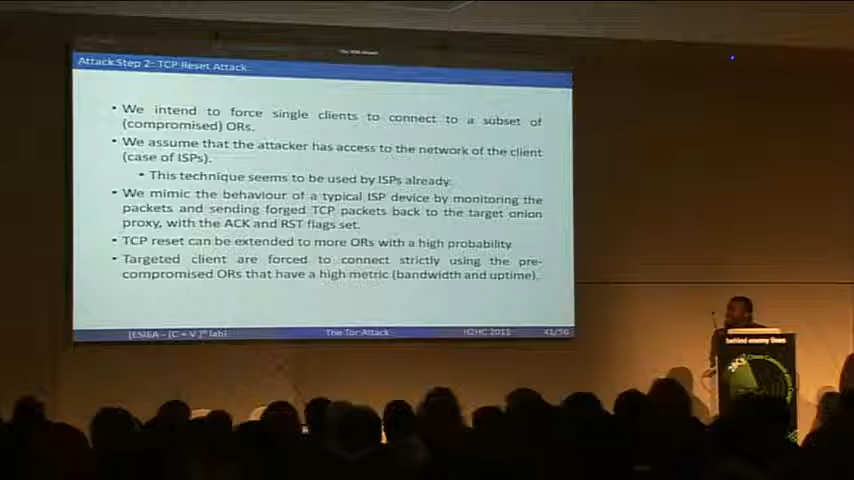 Attack Step 2: TCP Reset Attack
• We intend to force single clients to connect to a subset of
(compromised) ORs.
• We assume that the attacker has access to the network of the client
(case of ISPs).
• This technique seems to be used by ISPs already.
• We mimic the behaviour of a typical ISP device by monitoring the
packets and sending forged TCP packets back to the target onion
proxy, with the ACK and RST flags set.
• TCP reset can be extended to more ORs with a high probability
• Targeted client are forced to connect strictly using the pre-
compromised ORs that have a high metric (bandwidth and uptime).
The Tor Attack
41/56
behind enemy lines